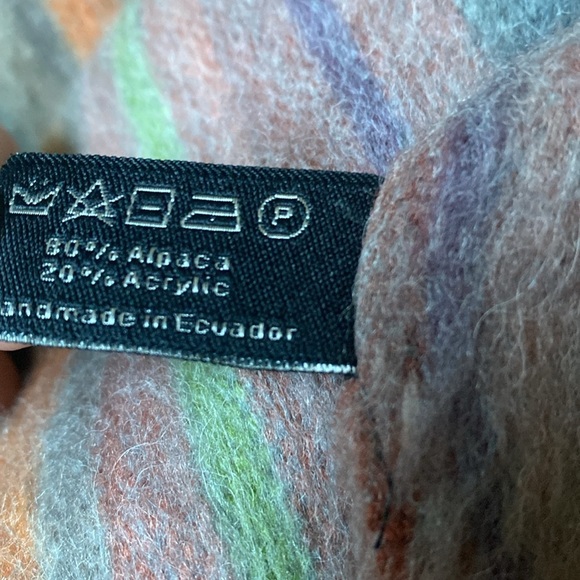 P
80% Alpaca
20% Acrylic
andmade in Ecuador